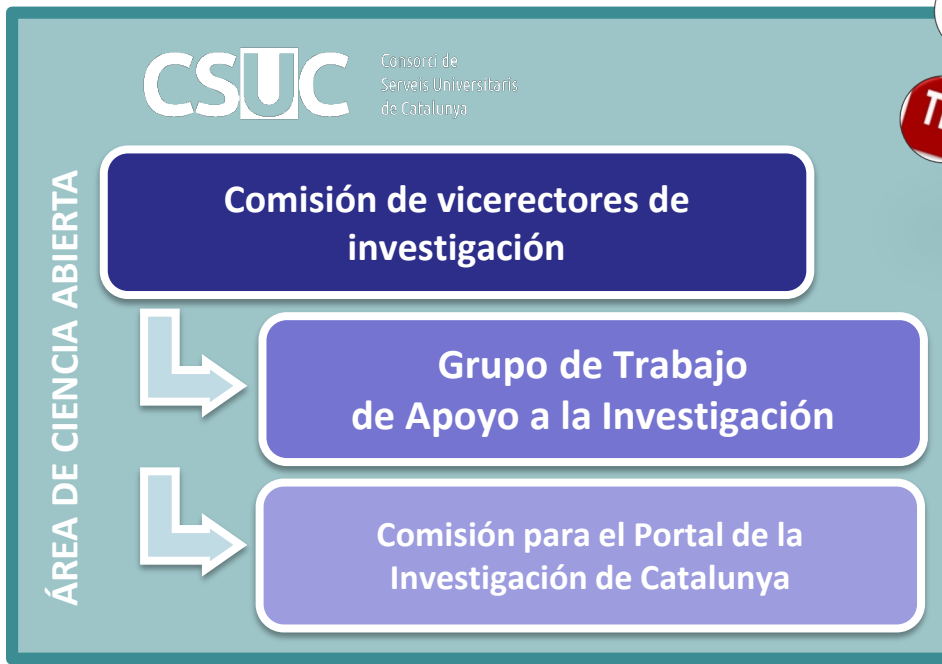 CSUC
Consorci de
Serveis Universitaris
de Catalunya
ÁREA DE CIENCIA ABIERTA
Comisión de vicerectores de
investigación
Grupo de Trabajo
de Apoyo a la Investigación
Comisión para el Portal de la
Investigación de Catalunya